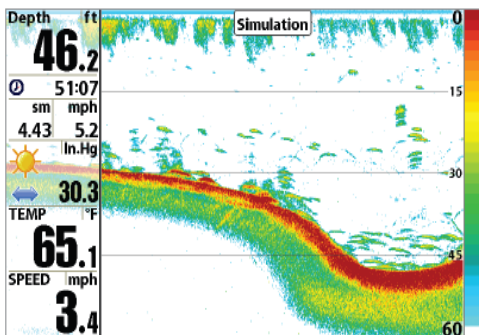 Depth ft
46.2
51:07
sm mph
4.43 5.2
In.Hg
30.3
TEMP °F
65.1
SPEED mph
3.4
Simulation
0
15
30
45
60